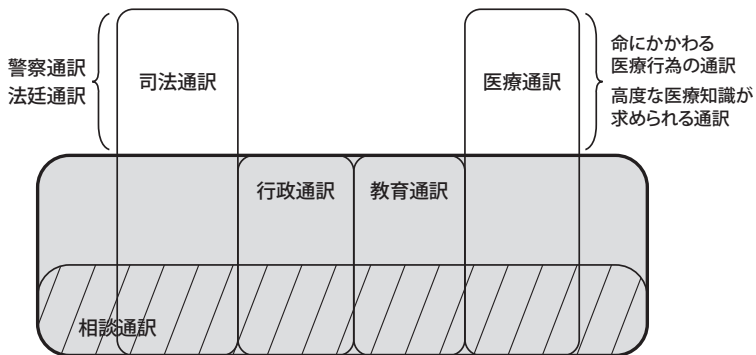 警察通訳
法廷通訳
司法通訳
医療通訳
命にかかわる
医療行為の通訳
高度な医療知識が
求められる通訳
行政通訳
教育通訳
相談通訳